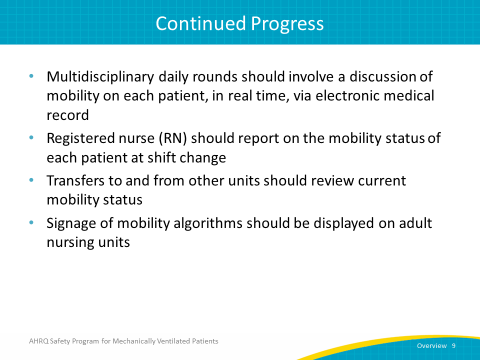 Continued Progress
• Multidisciplinary daily rounds should involve a discussion of
mobility on each patient, in real time, via electronic medical
record
• Registered nurse (RN) should report on the mobility status of
each patient at shift change
• Transfers to and from other units should review current
mobility status
• Signage of mobility algorithms should be displayed on adult
nursing units
AHRQ Safety Program for Mechanically Ventilated Patients
Overview 9